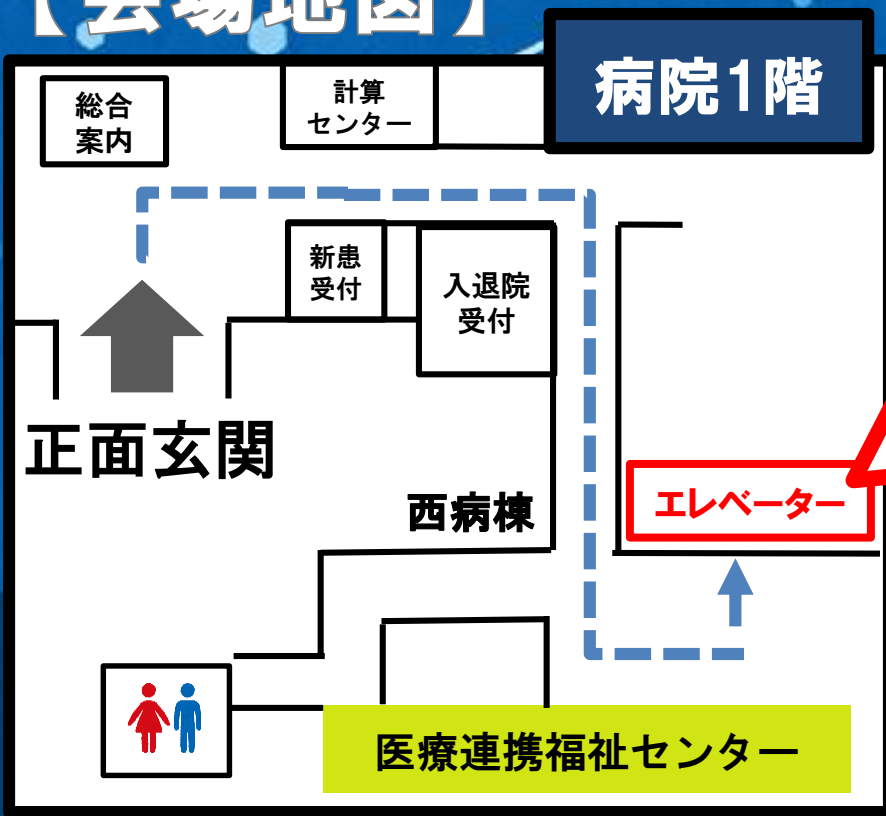 【会場地図】
病院1階
総合
案内
計算
センター
新患
受付
入退院
受付
正面玄関
西病棟
エレベーター
医療連携福祉センター